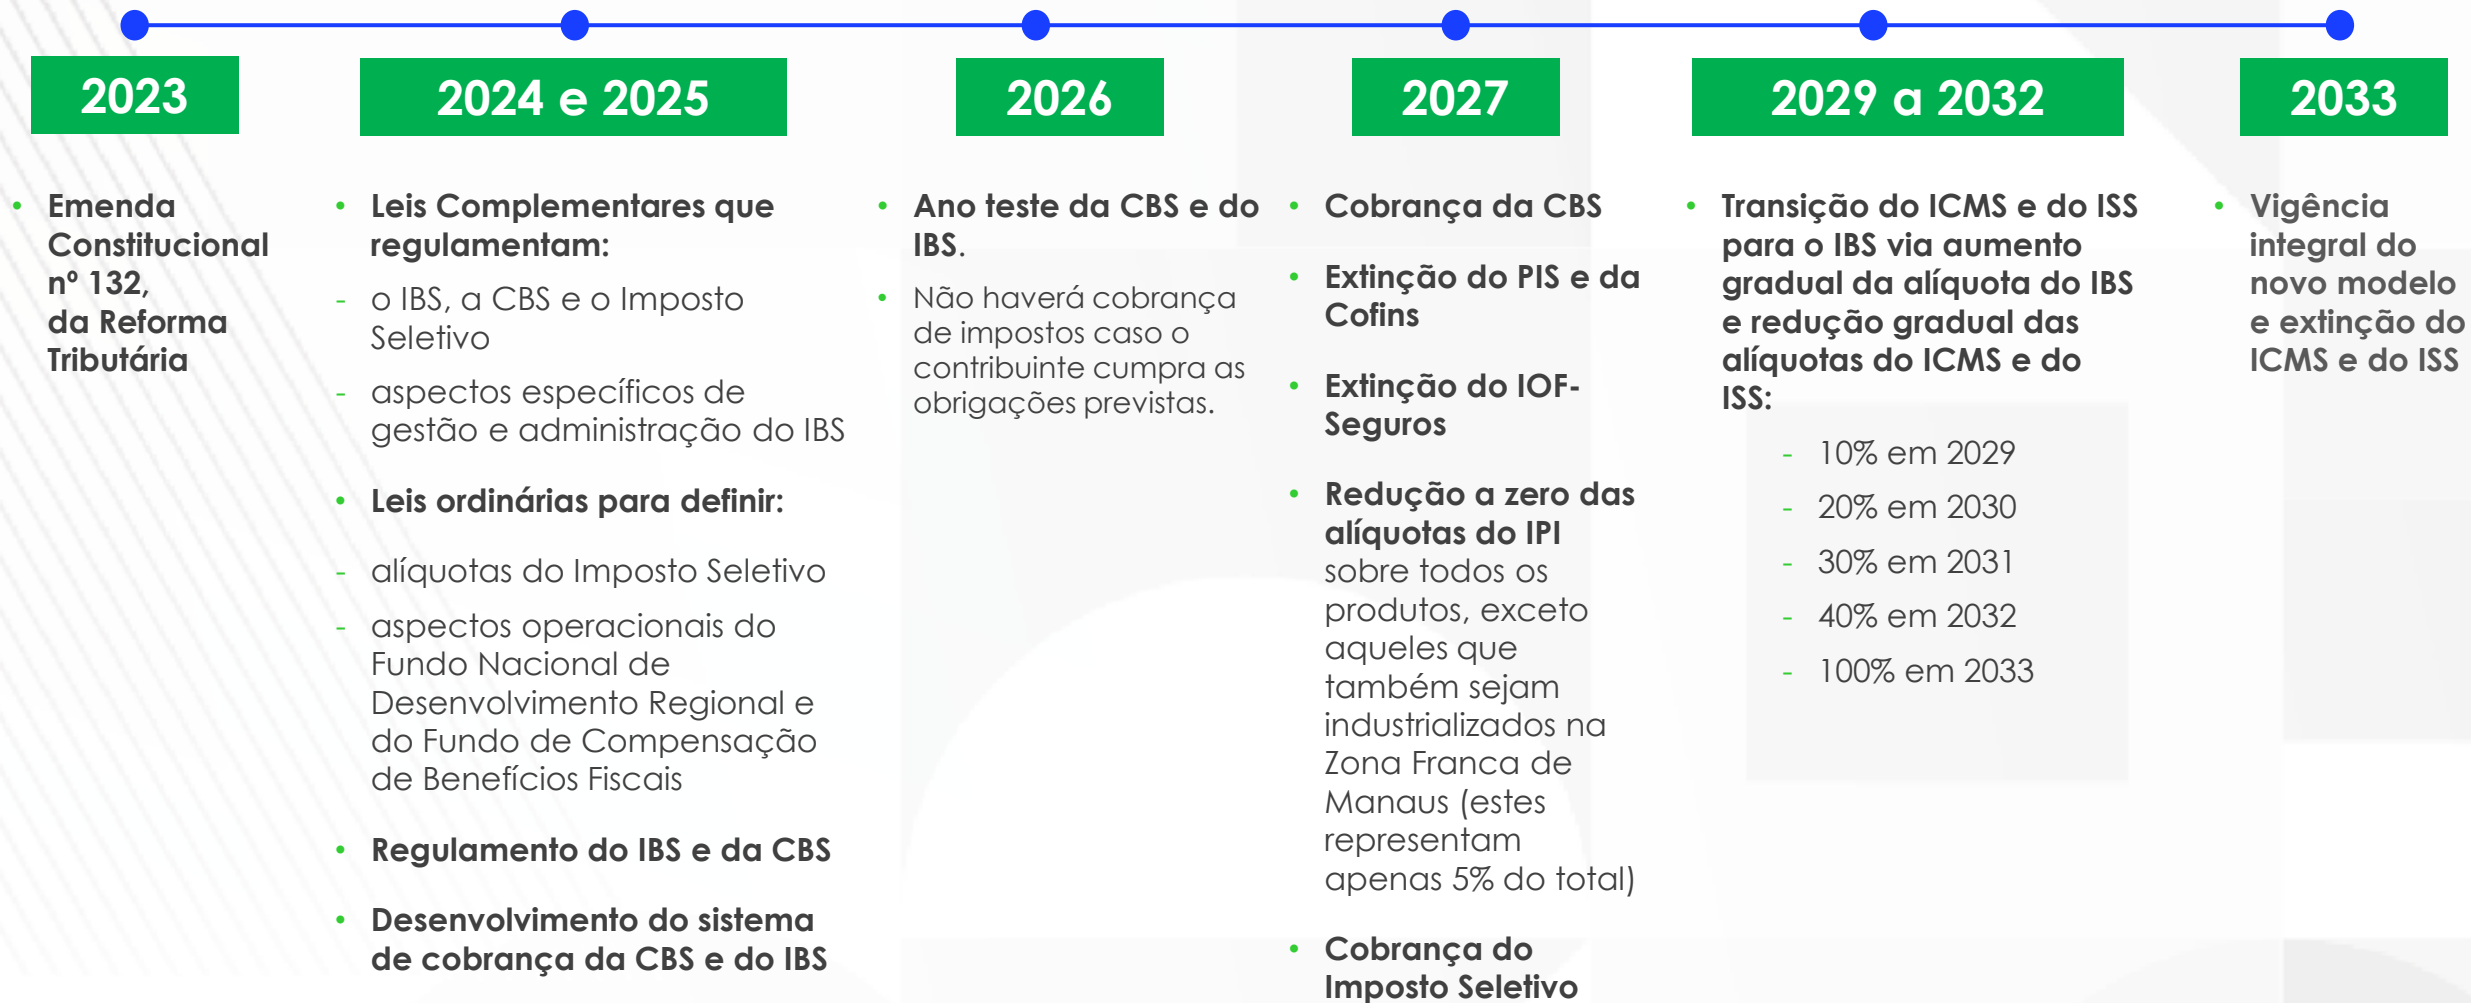 2023
• Emenda
Constitucional
nº 132,
da Reforma
Tributária
2024 e 2025
• Leis Complementares que
regulamentam:
- o IBS, a CBS e o Imposto
Seletivo
- aspectos específicos de
gestão e administração do IBS
• Leis ordinárias para definir:
- alíquotas do Imposto Seletivo
- aspectos operacionais do
Fundo Nacional de
Desenvolvimento Regional e
do Fundo de Compensação
de Benefícios Fiscais
• Regulamento do IBS e da CBS
• Desenvolvimento do sistema
de cobrança da CBS e do IBS
2026
• Ano teste da CBS e do
IBS.
• Não haverá cobrança
de impostos caso o
contribuinte cumpra as
obrigações previstas.
2027
• Cobrança da CBS
• Extinção do PIS e da
Cofins
• Extinção do IOF-
Seguros
• Redução a zero das
alíquotas do IPI
sobre todos os
produtos, exceto
aqueles que
também sejam
industrializados na
Zona Franca de
Manaus (estes
representam
apenas 5% do total)
• Cobrança do
Imposto Seletivo
2029 a 2032
• Transição do ICMS e do ISS
para o IBS via aumento
gradual da alíquota do IBS
e redução gradual das
alíquotas do ICMS e do
ISS:
- 10% em 2029
- 20% em 2030
- 30% em 2031
- 40% em 2032
- 100% em 2033
2033
• Vigência
integral do
novo modelo
e extinção do
ICMS e do ISS